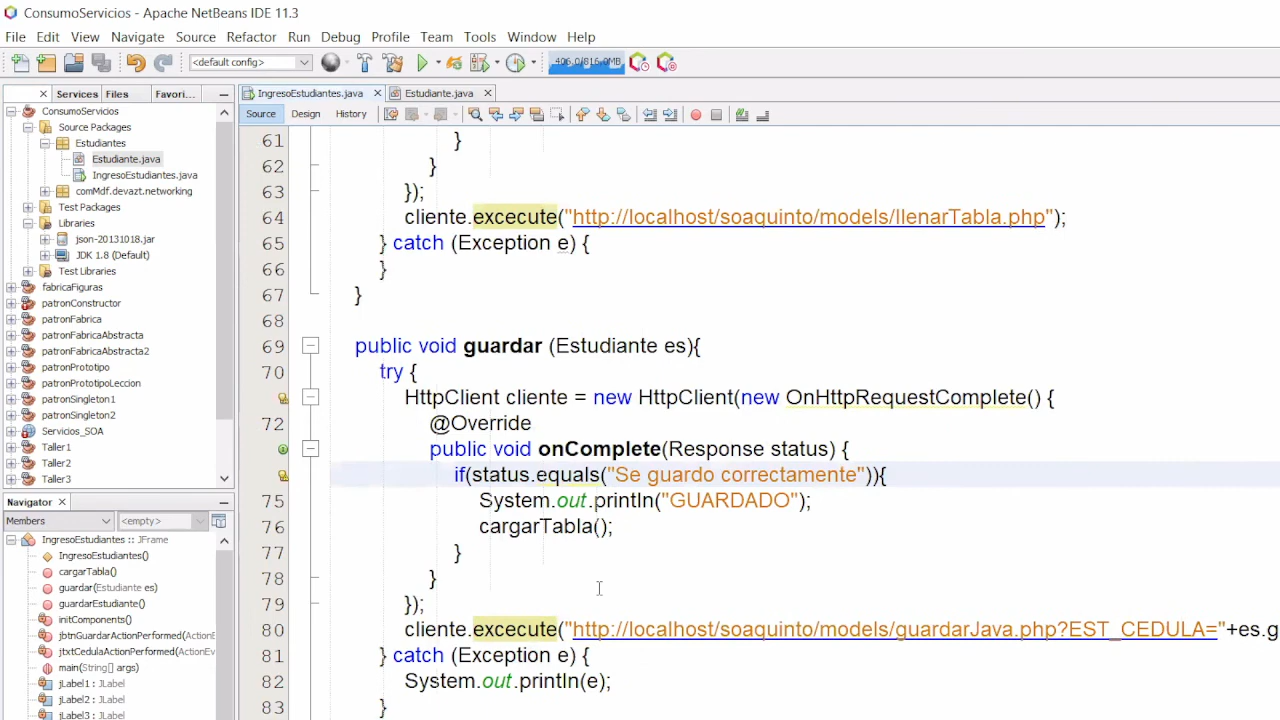 ConsumoServicios - Apache NetBeans IDE 11.3
File Edit View Navigate Source Refactor Run Debug Profile Team Tools Window Help
<default config>
406.0/816.0MB
Services Files Favori...
ConsumoServicios
Source Packages
Estudiantes
Estudiante.java
IngresoEstudiantes.java
comMdf.devazt.networking
Test Packages
Libraries
json-20131018.jar
JDK 1.8 (Default)
Test Libraries
fabricaFiguras
patronConstructor
patronFabrica
patronFabricaAbstracta
patronFabricaAbstracta2
patronPrototipo
patronPrototipoLeccion
patronSingleton1
patronSingleton2
Servicios_SOA
Taller1
Taller2
Taller3
Navigator
Members <empty>
IngresoEstudiantes :: JFrame
IngresoEstudiantes()
cargarTabla()
guardar(Estudiante es)
guardarEstudiante()
initComponents()
jbtnGuardarActionPerformed(ActionE
jtxtCedulaActionPerformed(ActionEv
main(String[] args)
jLabel1 : JLabel
jLabel2 : JLabel
jLabel3 : JLabel
IngresoEstudiantes.java Estudiante.java
Source Design History
61 }
62 }
63 });
64 cliente.excecute("http://localhost/soaquinto/models/llenarTabla.php");
65 } catch (Exception e) {
66 }
67 }
68
69 public void guardar (Estudiante es){
70 try {
HttpClient cliente = new HttpClient(new OnHttpRequestComplete() {
72 @Override
public void onComplete(Response status) {
if(status.equals("Se guardo correctamente")){
75 System.out.println("GUARDADO");
76 cargarTabla();
77 }
78 }
79 });
80 cliente.excecute("http://localhost/soaquinto/models/guardarJava.php?EST_CEDULA="+es.g
81 } catch (Exception e) {
82 System.out.println(e);
83 }